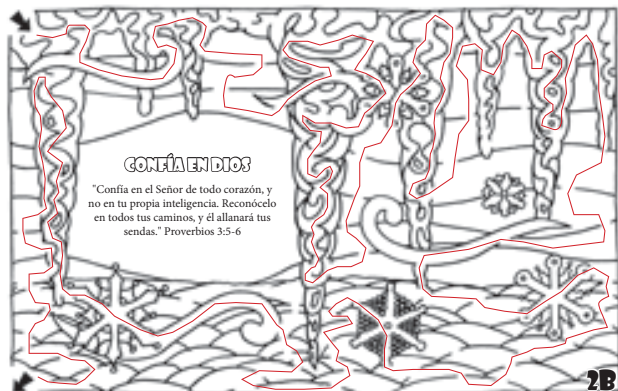 CONFÍA EN DIOS
"Confía en el Señor de todo corazón, y
no en tu propia inteligencia. Reconócelo
en todos tus caminos, y él allanará tus
sendas." Proverbios 3:5-6
2B